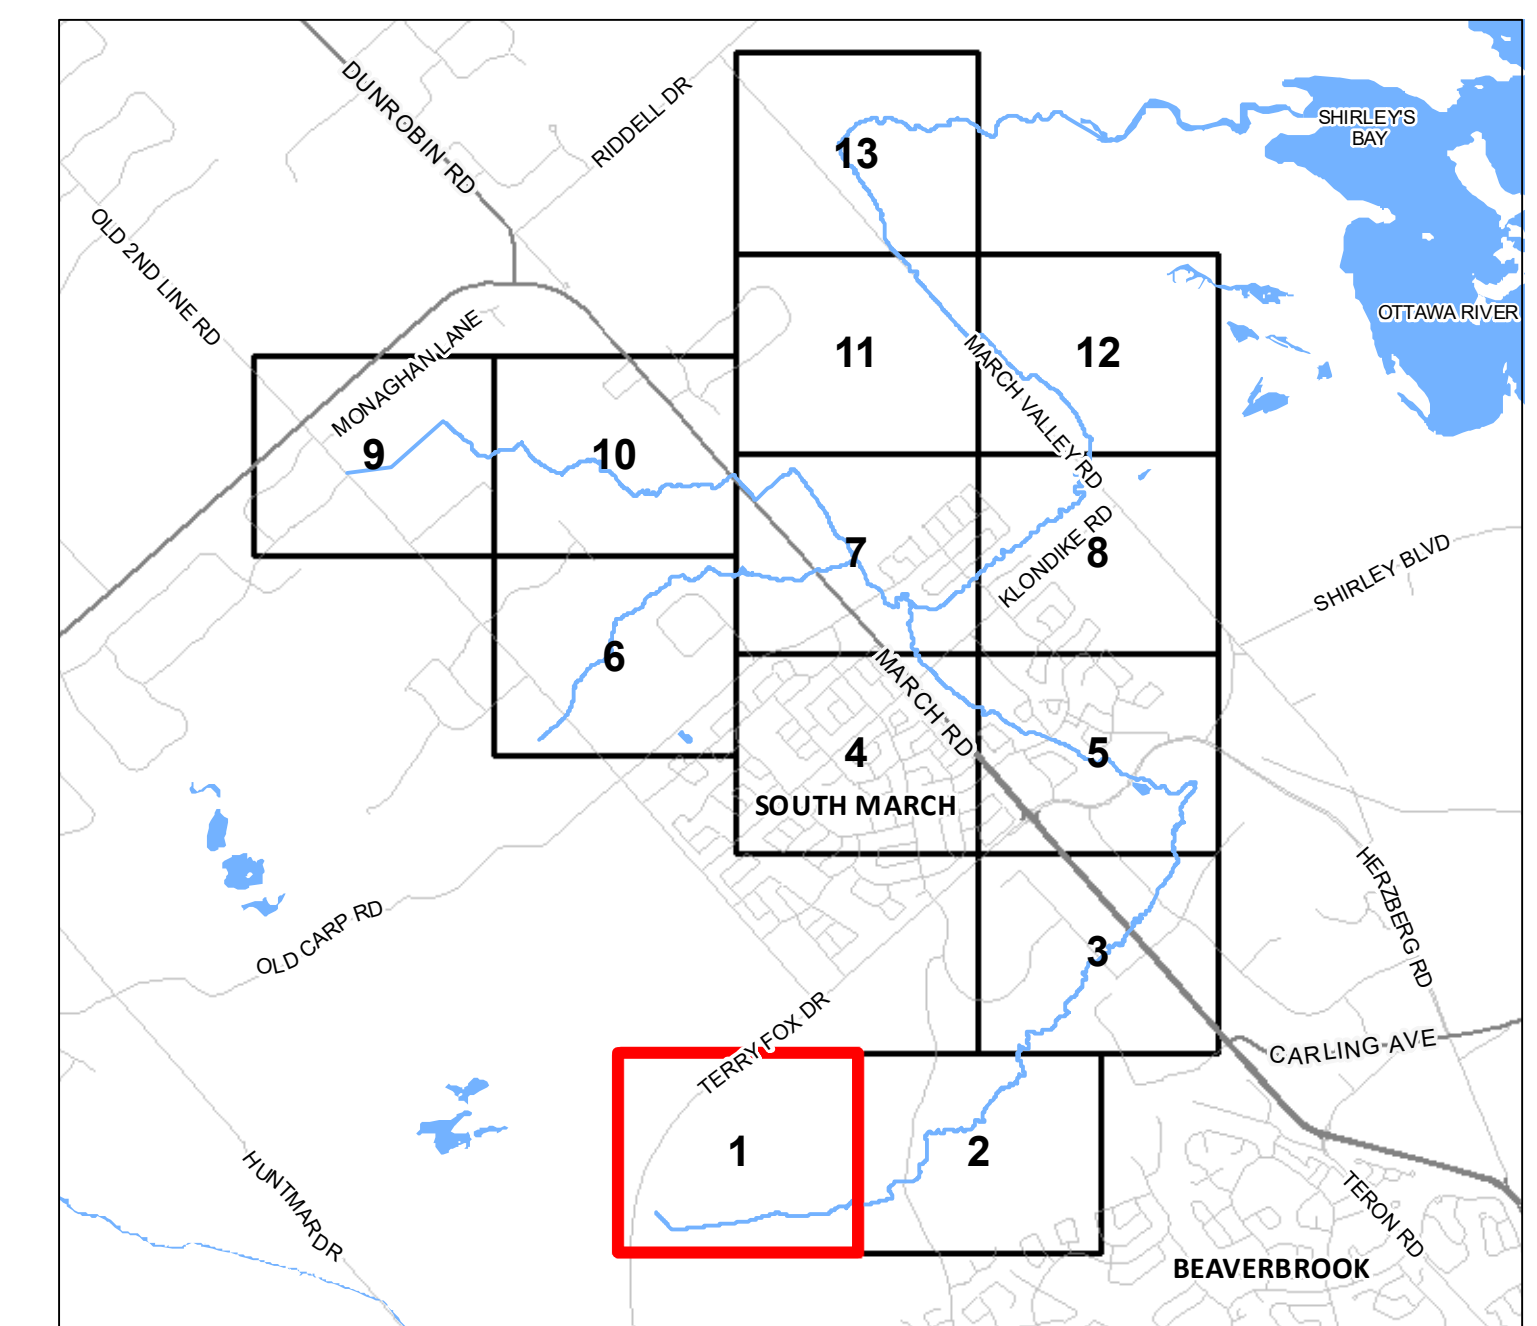 DUNROBIN RD
RIDDELL DR
SHIRLEY'S
BAY
13
OLD 2ND LINE RD
OTTAWA RIVER
MONAGHAN LANE
11
12
MARCH VALLEY RD
9
10
KLONDIKE RD
7
8
SHIRLEY BLVD
6
MARCH RD
4
5
SOUTH MARCH
HERZBERG RD
OLD CARP RD
3
TERRY FOX DR
CARLING AVE
1
2
HUNTMAR DR
TERON RD
BEAVERBROOK